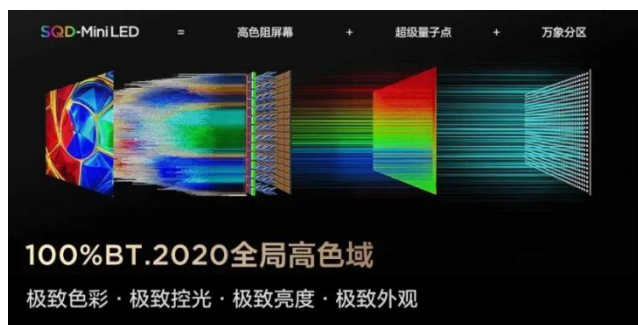 SQD-Mini LED = 高色阻屏幕 + 超级量子点 + 万象分区
100%BT.2020全局高色域
极致色彩·极致控光·极致亮度·极致外观